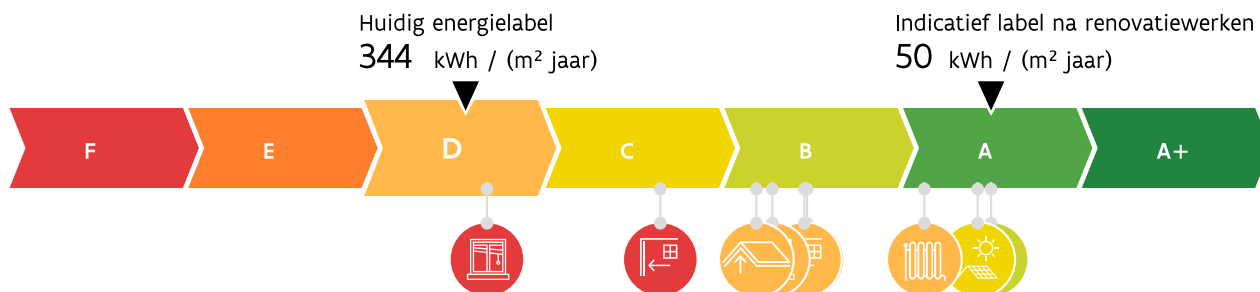 Huidig energielabel
344 kWh / (m² jaar)
Indicatief label na renovatiewerken
50 kWh / (m² jaar)
F E D C B A A+